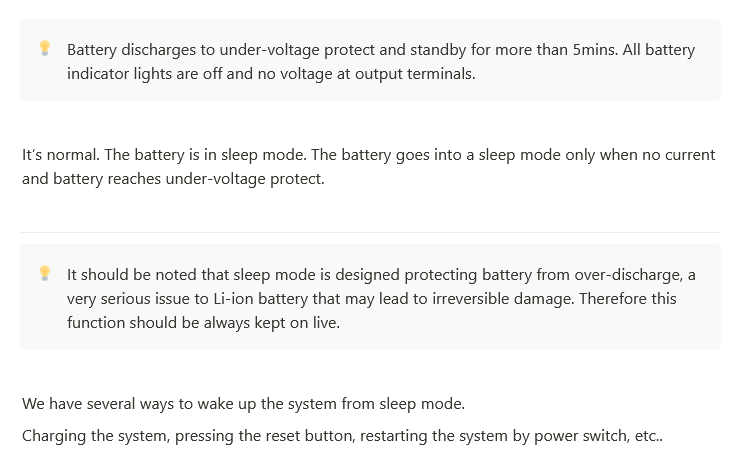 Battery discharges to under-voltage protect and standby for more than 5mins. All battery
indicator lights are off and no voltage at output terminals.
It's normal. The battery is in sleep mode. The battery goes into a sleep mode only when no current
and battery reaches under-voltage protect.
It should be noted that sleep mode is designed protecting battery from over-discharge, a
very serious issue to Li-ion battery that may lead to irreversible damage. Therefore this
function should be always kept on live.
We have several ways to wake up the system from sleep mode.
Charging the system, pressing the reset button, restarting the system by power switch, etc..